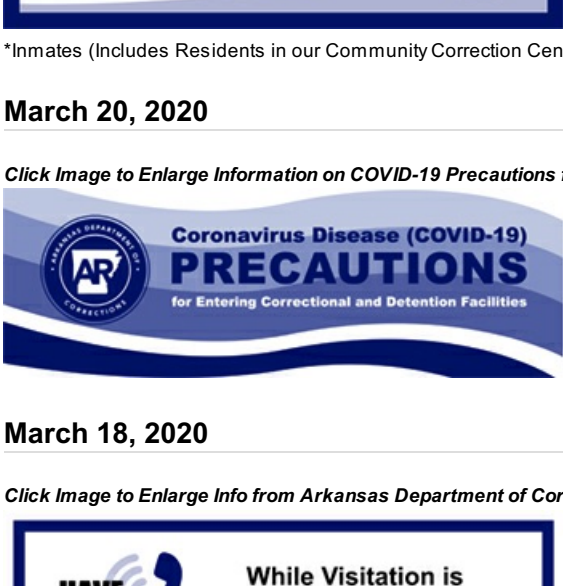 *Inmates (Includes Residents in our Community Correction Cen
March 20, 2020
Click Image to Enlarge Information on COVID-19 Precautions f
ARKANSAS DEPARTMENT OF
AR
CORRECTIONS
Coronavirus Disease (COVID-19)
PRECAUTIONS
for Entering Correctional and Detention Facilities
March 18, 2020
Click Image to Enlarge Info from Arkansas Department of Cor
HAVE
While Visitation is